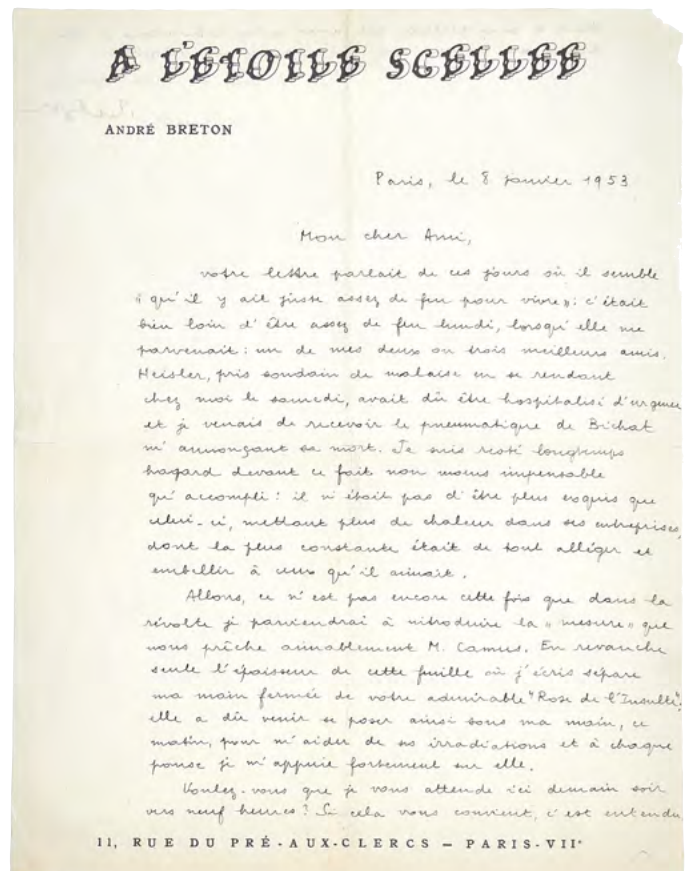 A L'ÉTOILE SCELLÉE
ANDRÉ BRETON
Paris, le 8 janvier 1953
Mon cher Ami,
votre lettre parlait de ces jours où il semble
« qu'il y ait juste assez de feu pour vivre » : c'était
bien loin d'être assez de feu lundi, lorsqu'elle me
parvenait : un de mes deux ou trois meilleurs amis,
Heisler, pris soudain de malaise en se rendant
chez moi le samedi, avait dû être hospitalisé d'urgence
et je venais de recevoir le pneumatique de Bichat
m'annonçant sa mort. Je suis resté longtemps
hagard devant ce fait non moins impensable
qu'accompli : il n'était pas d'être plus exquis que
celui-ci, mettant plus de chaleur dans ses entreprises,
dont la plus constante était de tout alléger et
embellir à ceux qu'il aimait.
Allons, ce n'est pas encore cette fois que dans la
révolte je parviendrai à introduire la « mesure » que
nous prêche aimablement M. Camus. En revanche
seule l'épaisseur de cette feuille où j'écris sépare
ma main fermée de votre admirable "Rose de l'Insulte" :
elle a dû venir se poser ainsi sous ma main, ce
matin, pour m'aider de ses irradiations et à chaque
pause je m'appuie fortement sur elle.
Voulez-vous que je vous attende ici demain soir
vers neuf heures ? Si cela vous convient, c'est entendu
11, RUE DU PRÉ-AUX-CLERCS — PARIS-VIIe